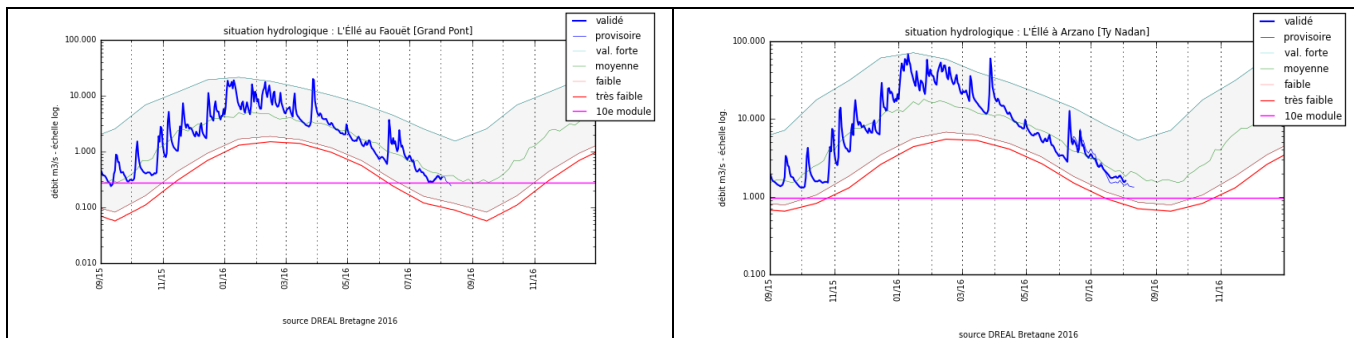 situation hydrologique : L'Éllé au Faouët [Grand Pont]
validé
provisoire
val. forte
moyenne
faible
très faible
10e module
débit m3/s - échelle log.
100.000
10.000
1.000
0.100
0.010
09/15
11/15
01/16
03/16
05/16
07/16
09/16
11/16
source DREAL Bretagne 2016
situation hydrologique : L'Éllé à Arzano [Ty Nadan]
validé
provisoire
val. forte
moyenne
faible
très faible
10e module
débit m3/s - échelle log.
100.000
10.000
1.000
0.100
09/15
11/15
01/16
03/16
05/16
07/16
09/16
11/16
source DREAL Bretagne 2016